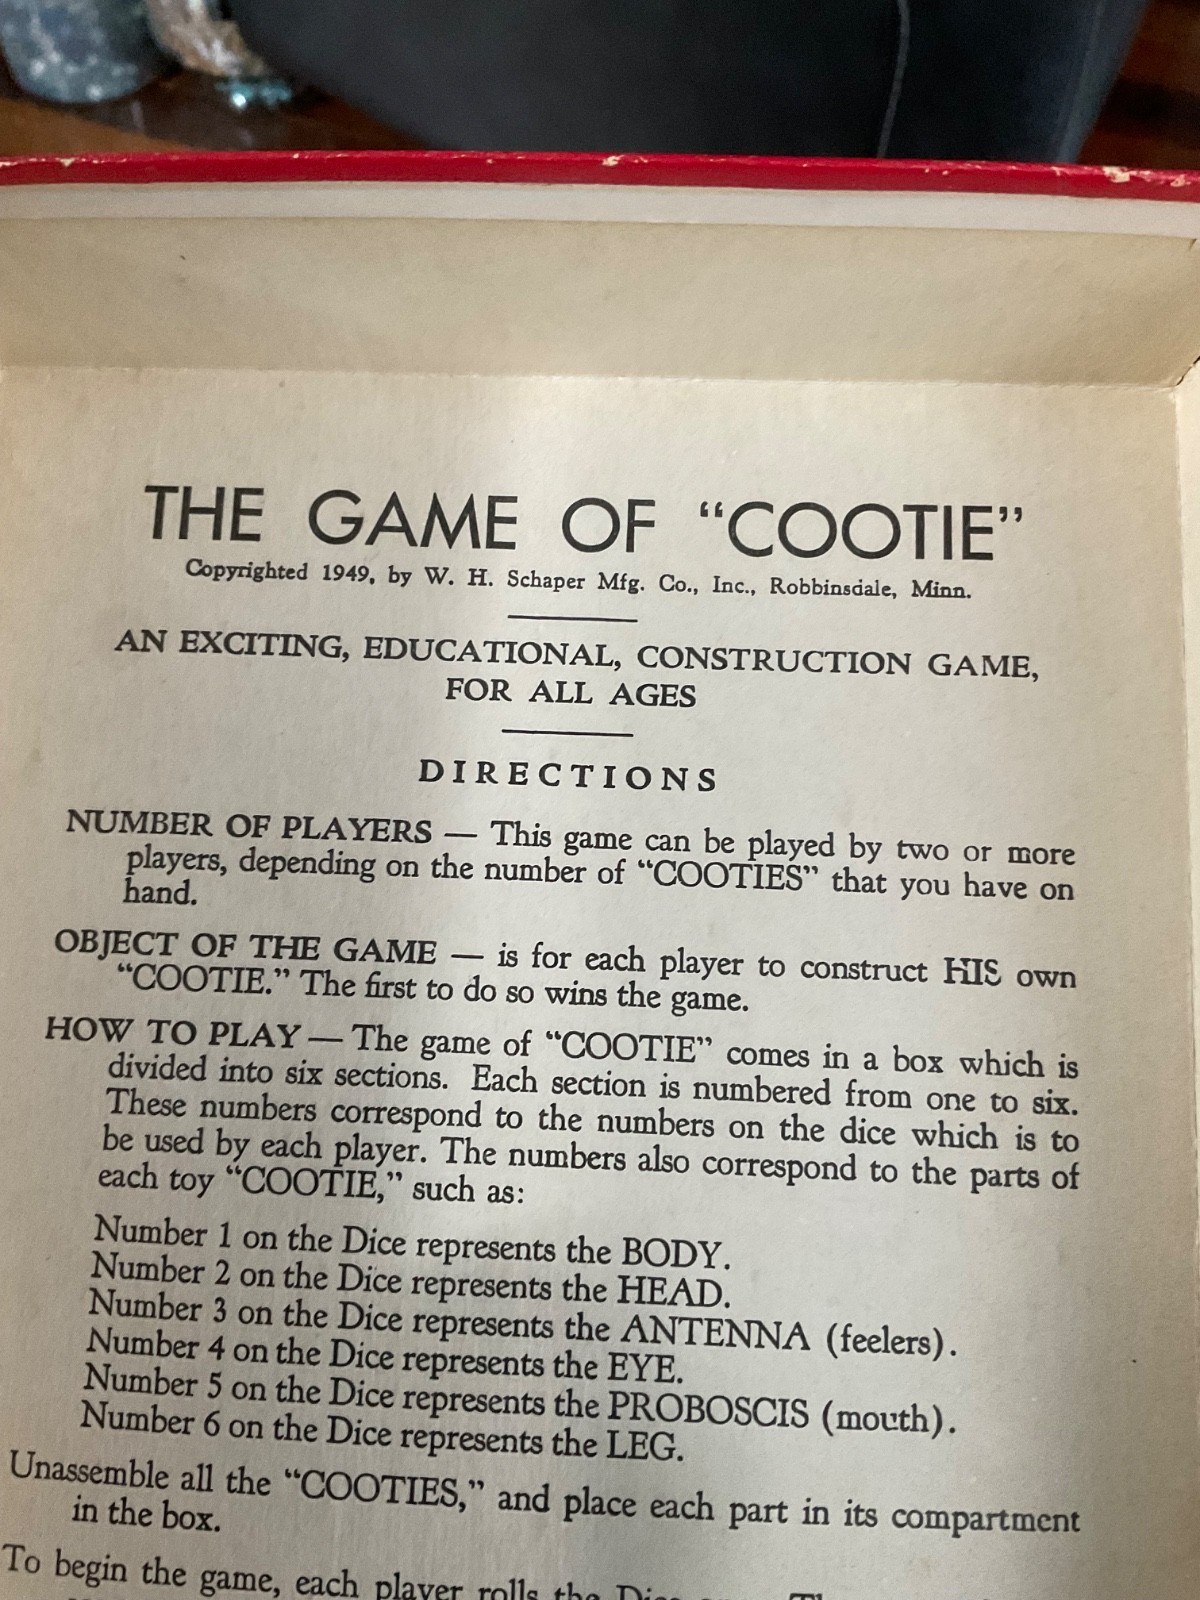 THE GAME OF “COOTIE”
Copyrighted 1949, by W. H. Schaper Mfg. Co., Inc., Robbinsdale, Minn.
AN EXCITING, EDUCATIONAL, CONSTRUCTION GAME,
FOR ALL AGES
DIRECTIONS
NUMBER OF PLAYERS — This game can be played by two or more
players, depending on the number of “COOTIES” that you have on
hand.
OBJECT OF THE GAME — is for each player to construct HIS own
“COOTIE.” The first to do so wins the game.
HOW TO PLAY — The game of “COOTIE” comes in a box which is
divided into six sections. Each section is numbered from one to six.
These numbers correspond to the numbers on the dice which is to
be used by each player. The numbers also correspond to the parts of
each toy “COOTIE,” such as:
Number 1 on the Dice represents the BODY.
Number 2 on the Dice represents the HEAD.
Number 3 on the Dice represents the ANTENNA (feelers).
Number 4 on the Dice represents the EYE.
Number 5 on the Dice represents the PROBOSCIS (mouth).
Number 6 on the Dice represents the LEG.
Unassemble all the “COOTIES,” and place each part in its compartment
in the box.
To begin the game, each player rolls the Dice